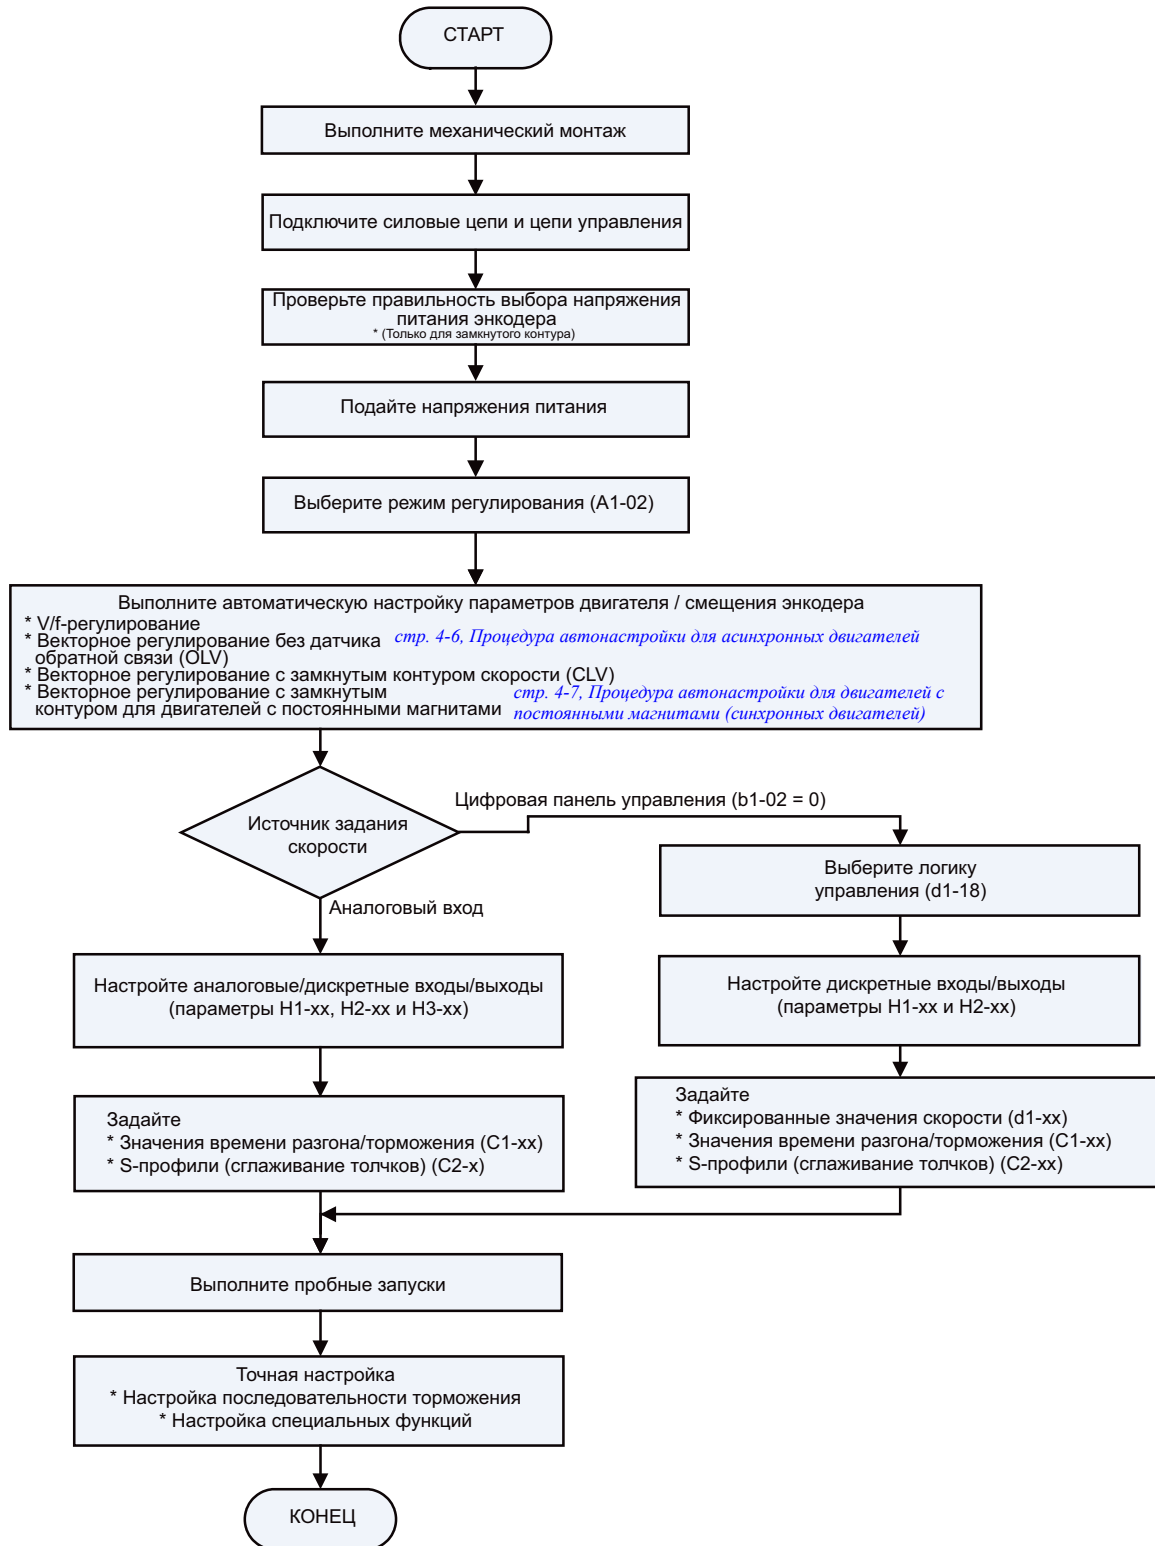 СТАРТ
Выполните механический монтаж
Подключите силовые цепи и цепи управления
Проверьте правильность выбора напряжения
питания энкодера
* (Только для замкнутого контура)
Подайте напряжения питания
Выберите режим регулирования (A1-02)
Выполните автоматическую настройку параметров двигателя / смещения энкодера
* V/f-регулирование
* Векторное регулирование без датчика
обратной связи (OLV)
стр. 4-6, Процедура автонастройки для асинхронных двигателей
* Векторное регулирование с замкнутым контуром скорости (CLV)
* Векторное регулирование с замкнутым
контуром для двигателей с постоянными магнитами
стр. 4-7, Процедура автонастройки для двигателей с
постоянными магнитами (синхронных двигателей)
Источник задания
скорости
Цифровая панель управления (b1-02 = 0)
Аналоговый вход
Выберите логику
управления (d1-18)
Настройте аналоговые/дискретные входы/выходы
(параметры H1-xx, H2-xx и H3-xx)
Настройте дискретные входы/выходы
(параметры H1-xx и H2-xx)
Задайте
* Значения времени разгона/торможения (C1-xx)
* S-профили (сглаживание толчков) (C2-x)
Задайте
* Фиксированные значения скорости (d1-xx)
* Значения времени разгона/торможения (C1-xx)
* S-профили (сглаживание толчков) (C2-xx)
Выполните пробные запуски
Точная настройка
* Настройка последовательности торможения
* Настройка специальных функций
КОНЕЦ